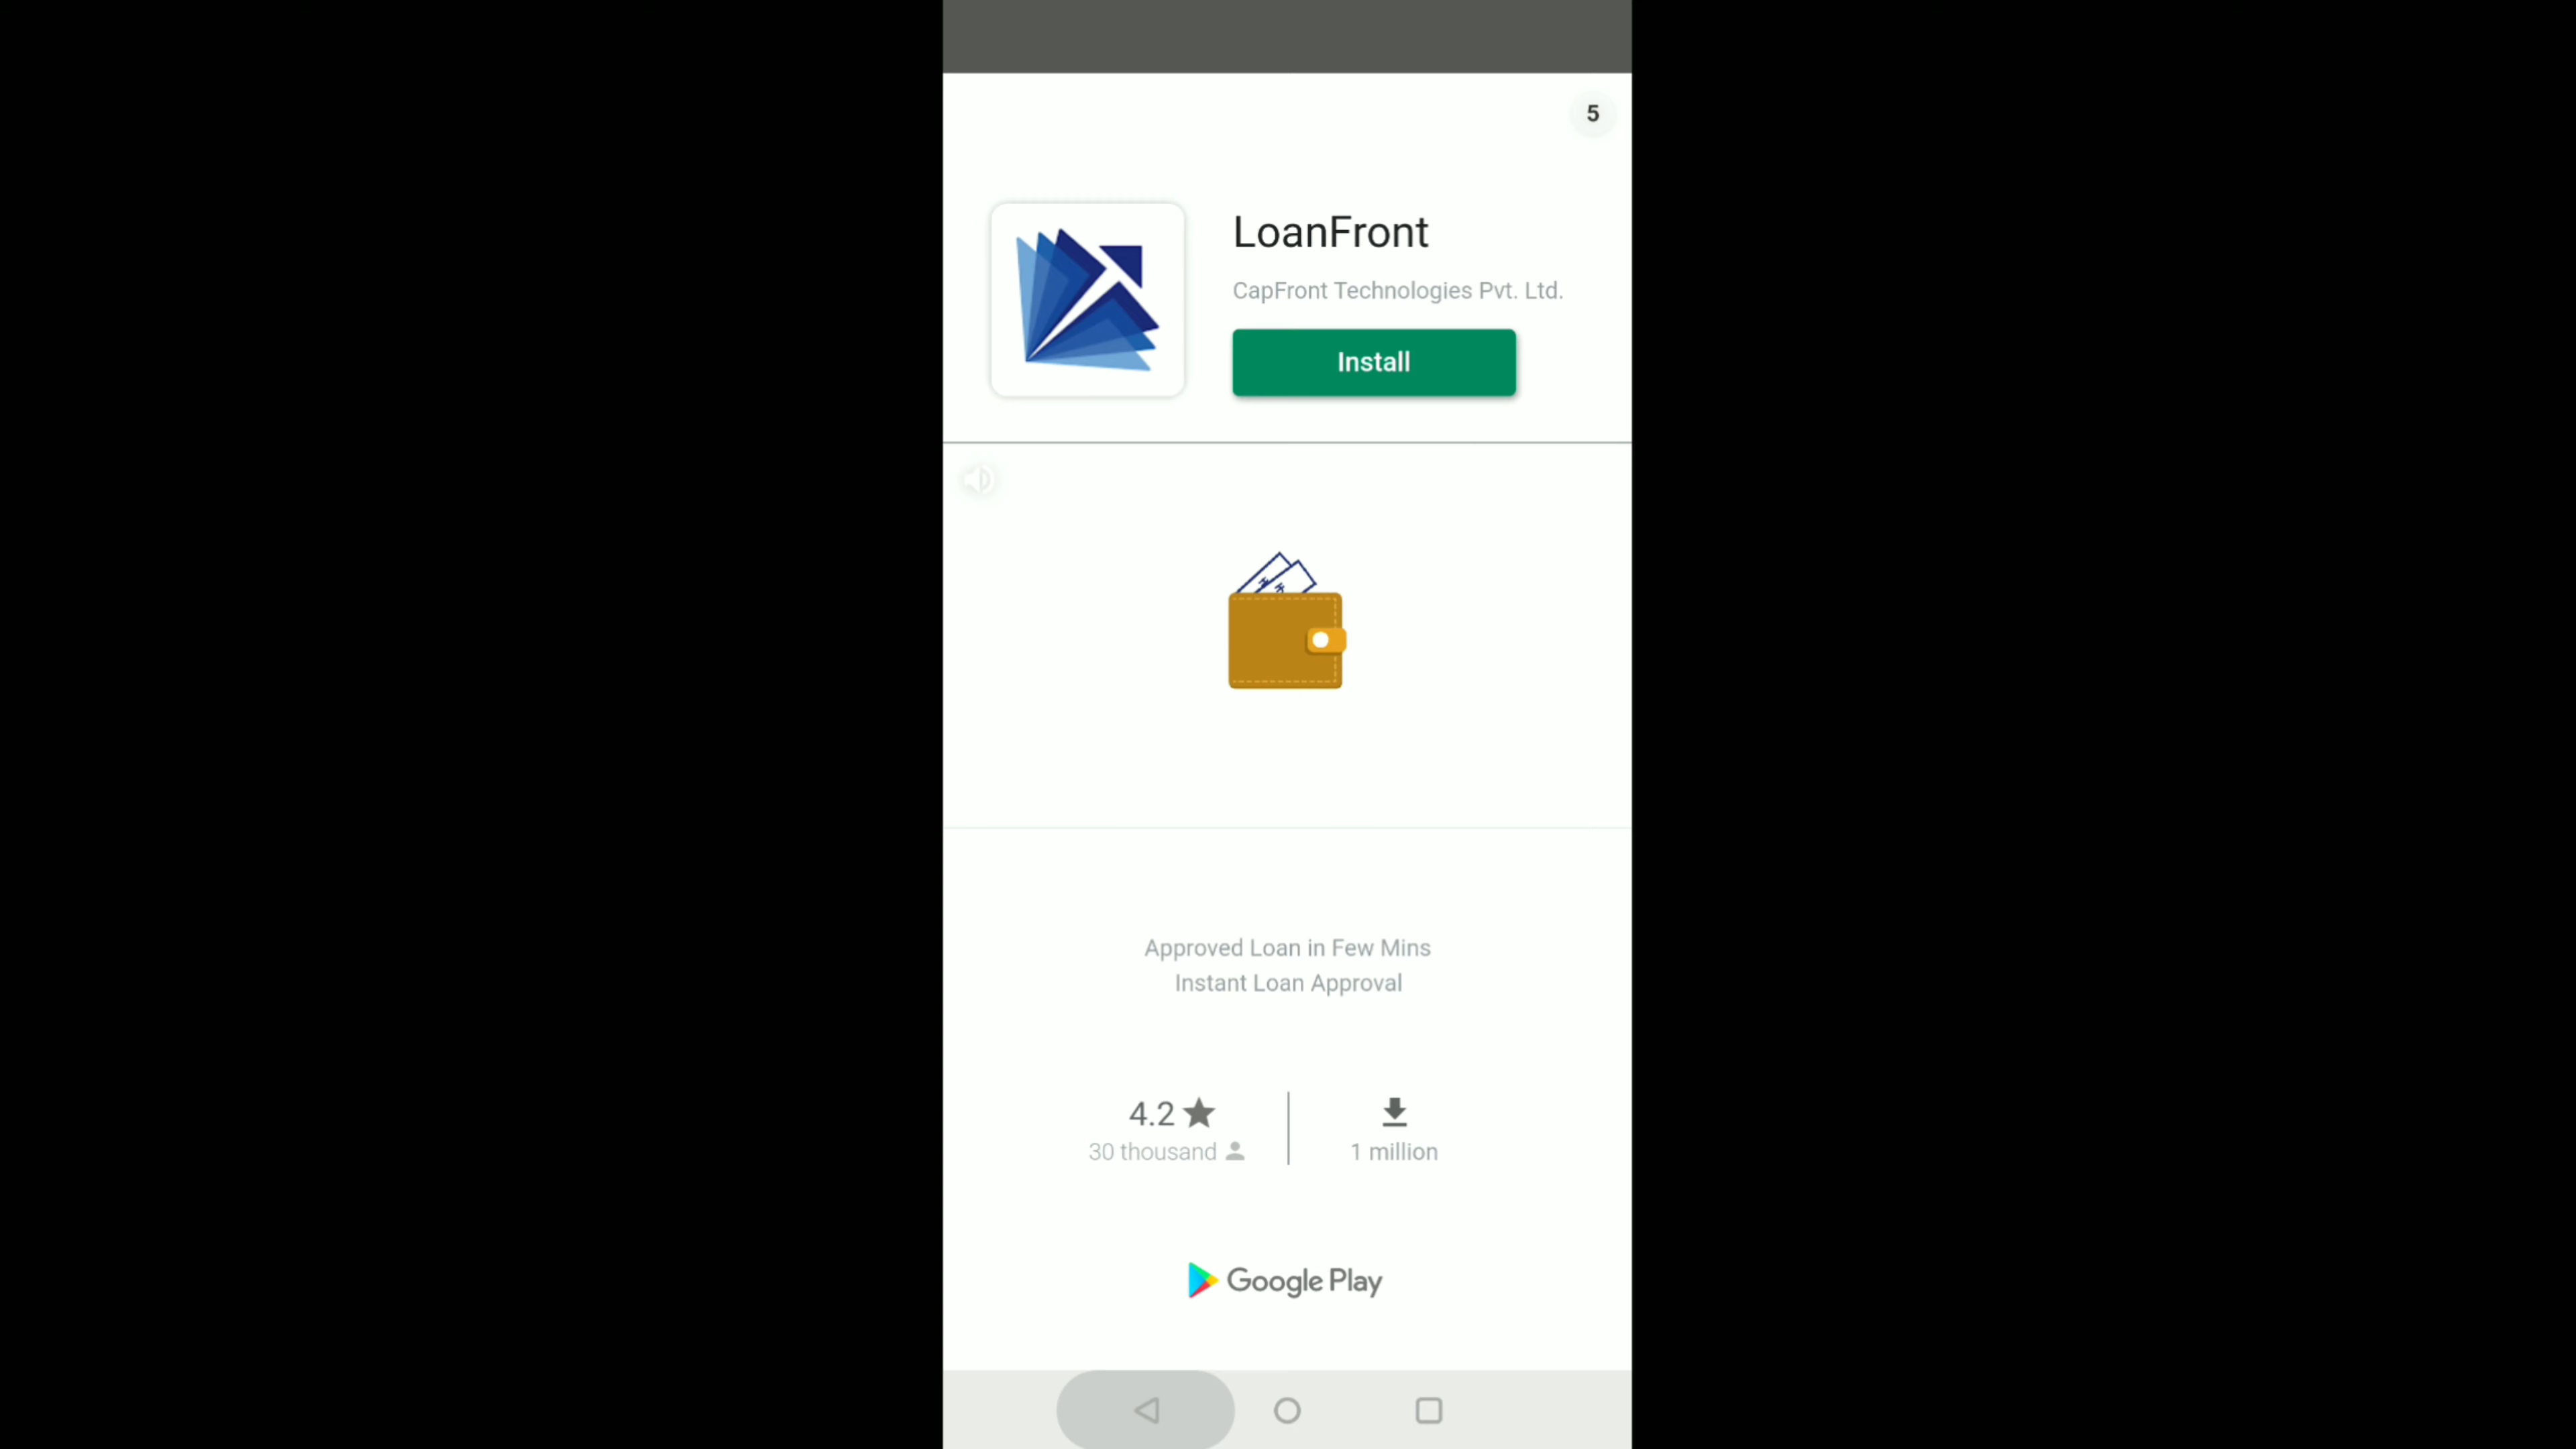 5
LoanFront
CapFront Technologies Pvt. Ltd.
Install
Approved Loan in Few Mins
Instant Loan Approval
4.2
30 thousand
1 million
Google Play